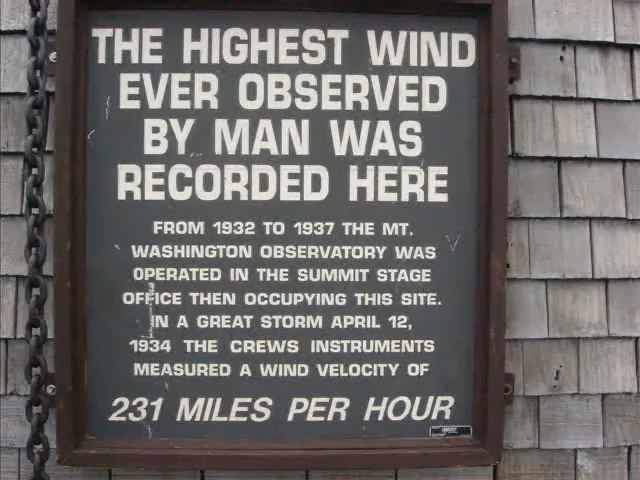 THE HIGHEST WIND
EVER OBSERVED
BY MAN WAS
RECORDED HERE
FROM 1932 TO 1937 THE MT.
WASHINGTON OBSERVATORY WAS
OPERATED IN THE SUMMIT STAGE
OFFICE THEN OCCUPYING THIS SITE.
IN A GREAT STORM APRIL 12,
1934 THE CREWS INSTRUMENTS
MEASURED A WIND VELOCITY OF
231 MILES PER HOUR